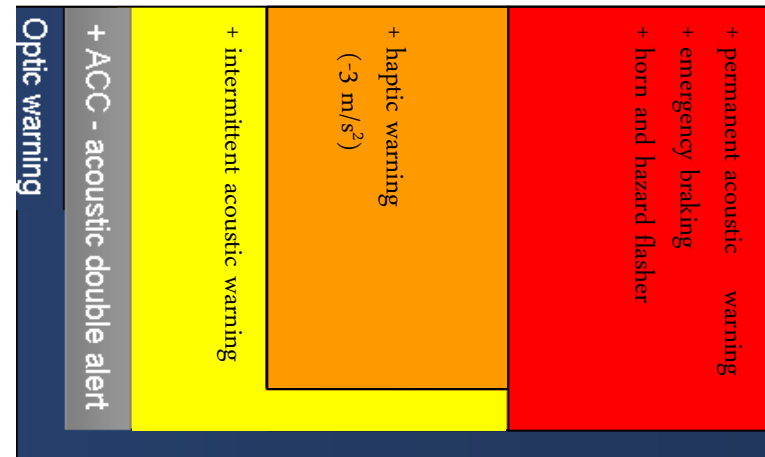 + permanent acoustic warning
+ emergency braking
+ horn and hazard flasher
+ haptic warning
(-3 m/s²)
+ intermittent acoustic warning
+ ACC - acoustic double alert
Optic warning